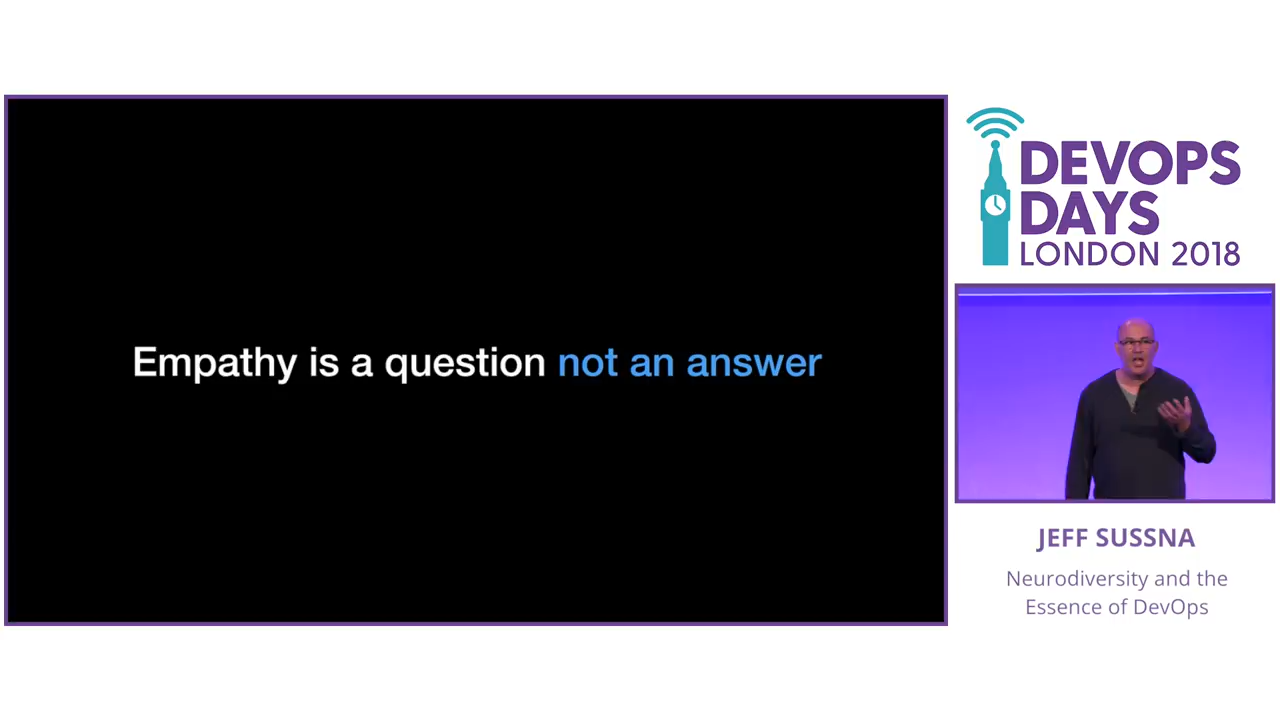 Empathy is a question not an answer
DEVOPS
DAYS
LONDON 2018
JEFF SUSSNA
Neurodiversity and the
Essence of DevOps